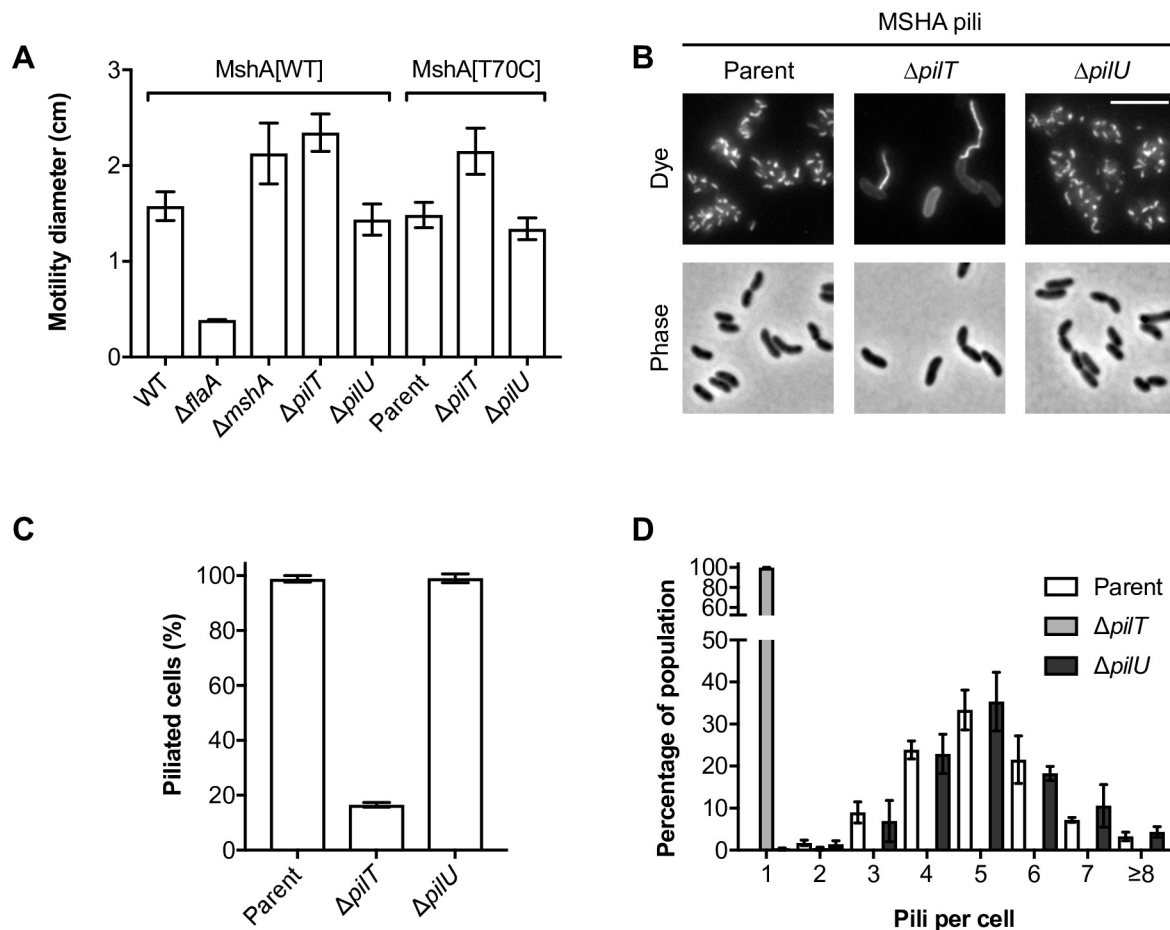 A
MshA[WT]
MshA[T70C]
Motility diameter (cm)
3
2
1
0
WT
ΔflaA
ΔmshA
ΔpilT
ΔpilU
Parent
ΔpilT
ΔpilU
B
MSHA pili
Parent
ΔpilT
ΔpilU
Dye
Phase
C
Piliated cells (%)
100
80
60
40
20
0
Parent
ΔpilT
ΔpilU
D
Percentage of population
100
80
60
50
40
30
20
10
0
Parent
ΔpilT
ΔpilU
1
2
3
4
5
6
7
≥8
Pili per cell